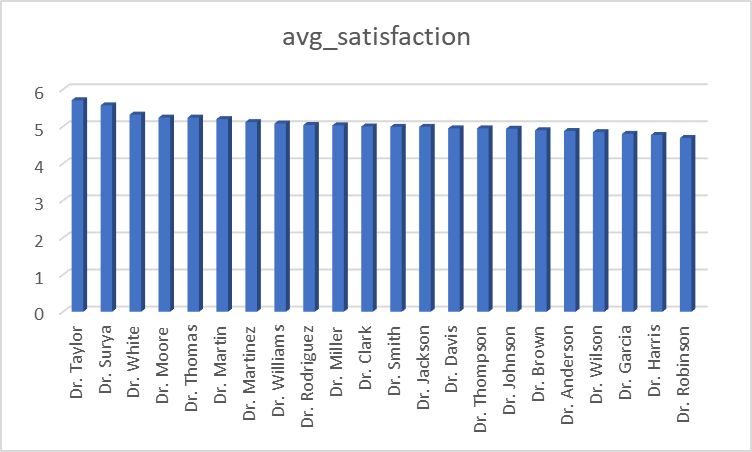 avg_satisfaction
6
5
4
3
2
1
0
Dr. Taylor
Dr. Surya
Dr. White
Dr. Moore
Dr. Thomas
Dr. Martin
Dr. Martinez
Dr. Williams
Dr. Rodriguez
Dr. Miller
Dr. Clark
Dr. Smith
Dr. Jackson
Dr. Davis
Dr. Thompson
Dr. Johnson
Dr. Brown
Dr. Anderson
Dr. Wilson
Dr. Garcia
Dr. Harris
Dr. Robinson